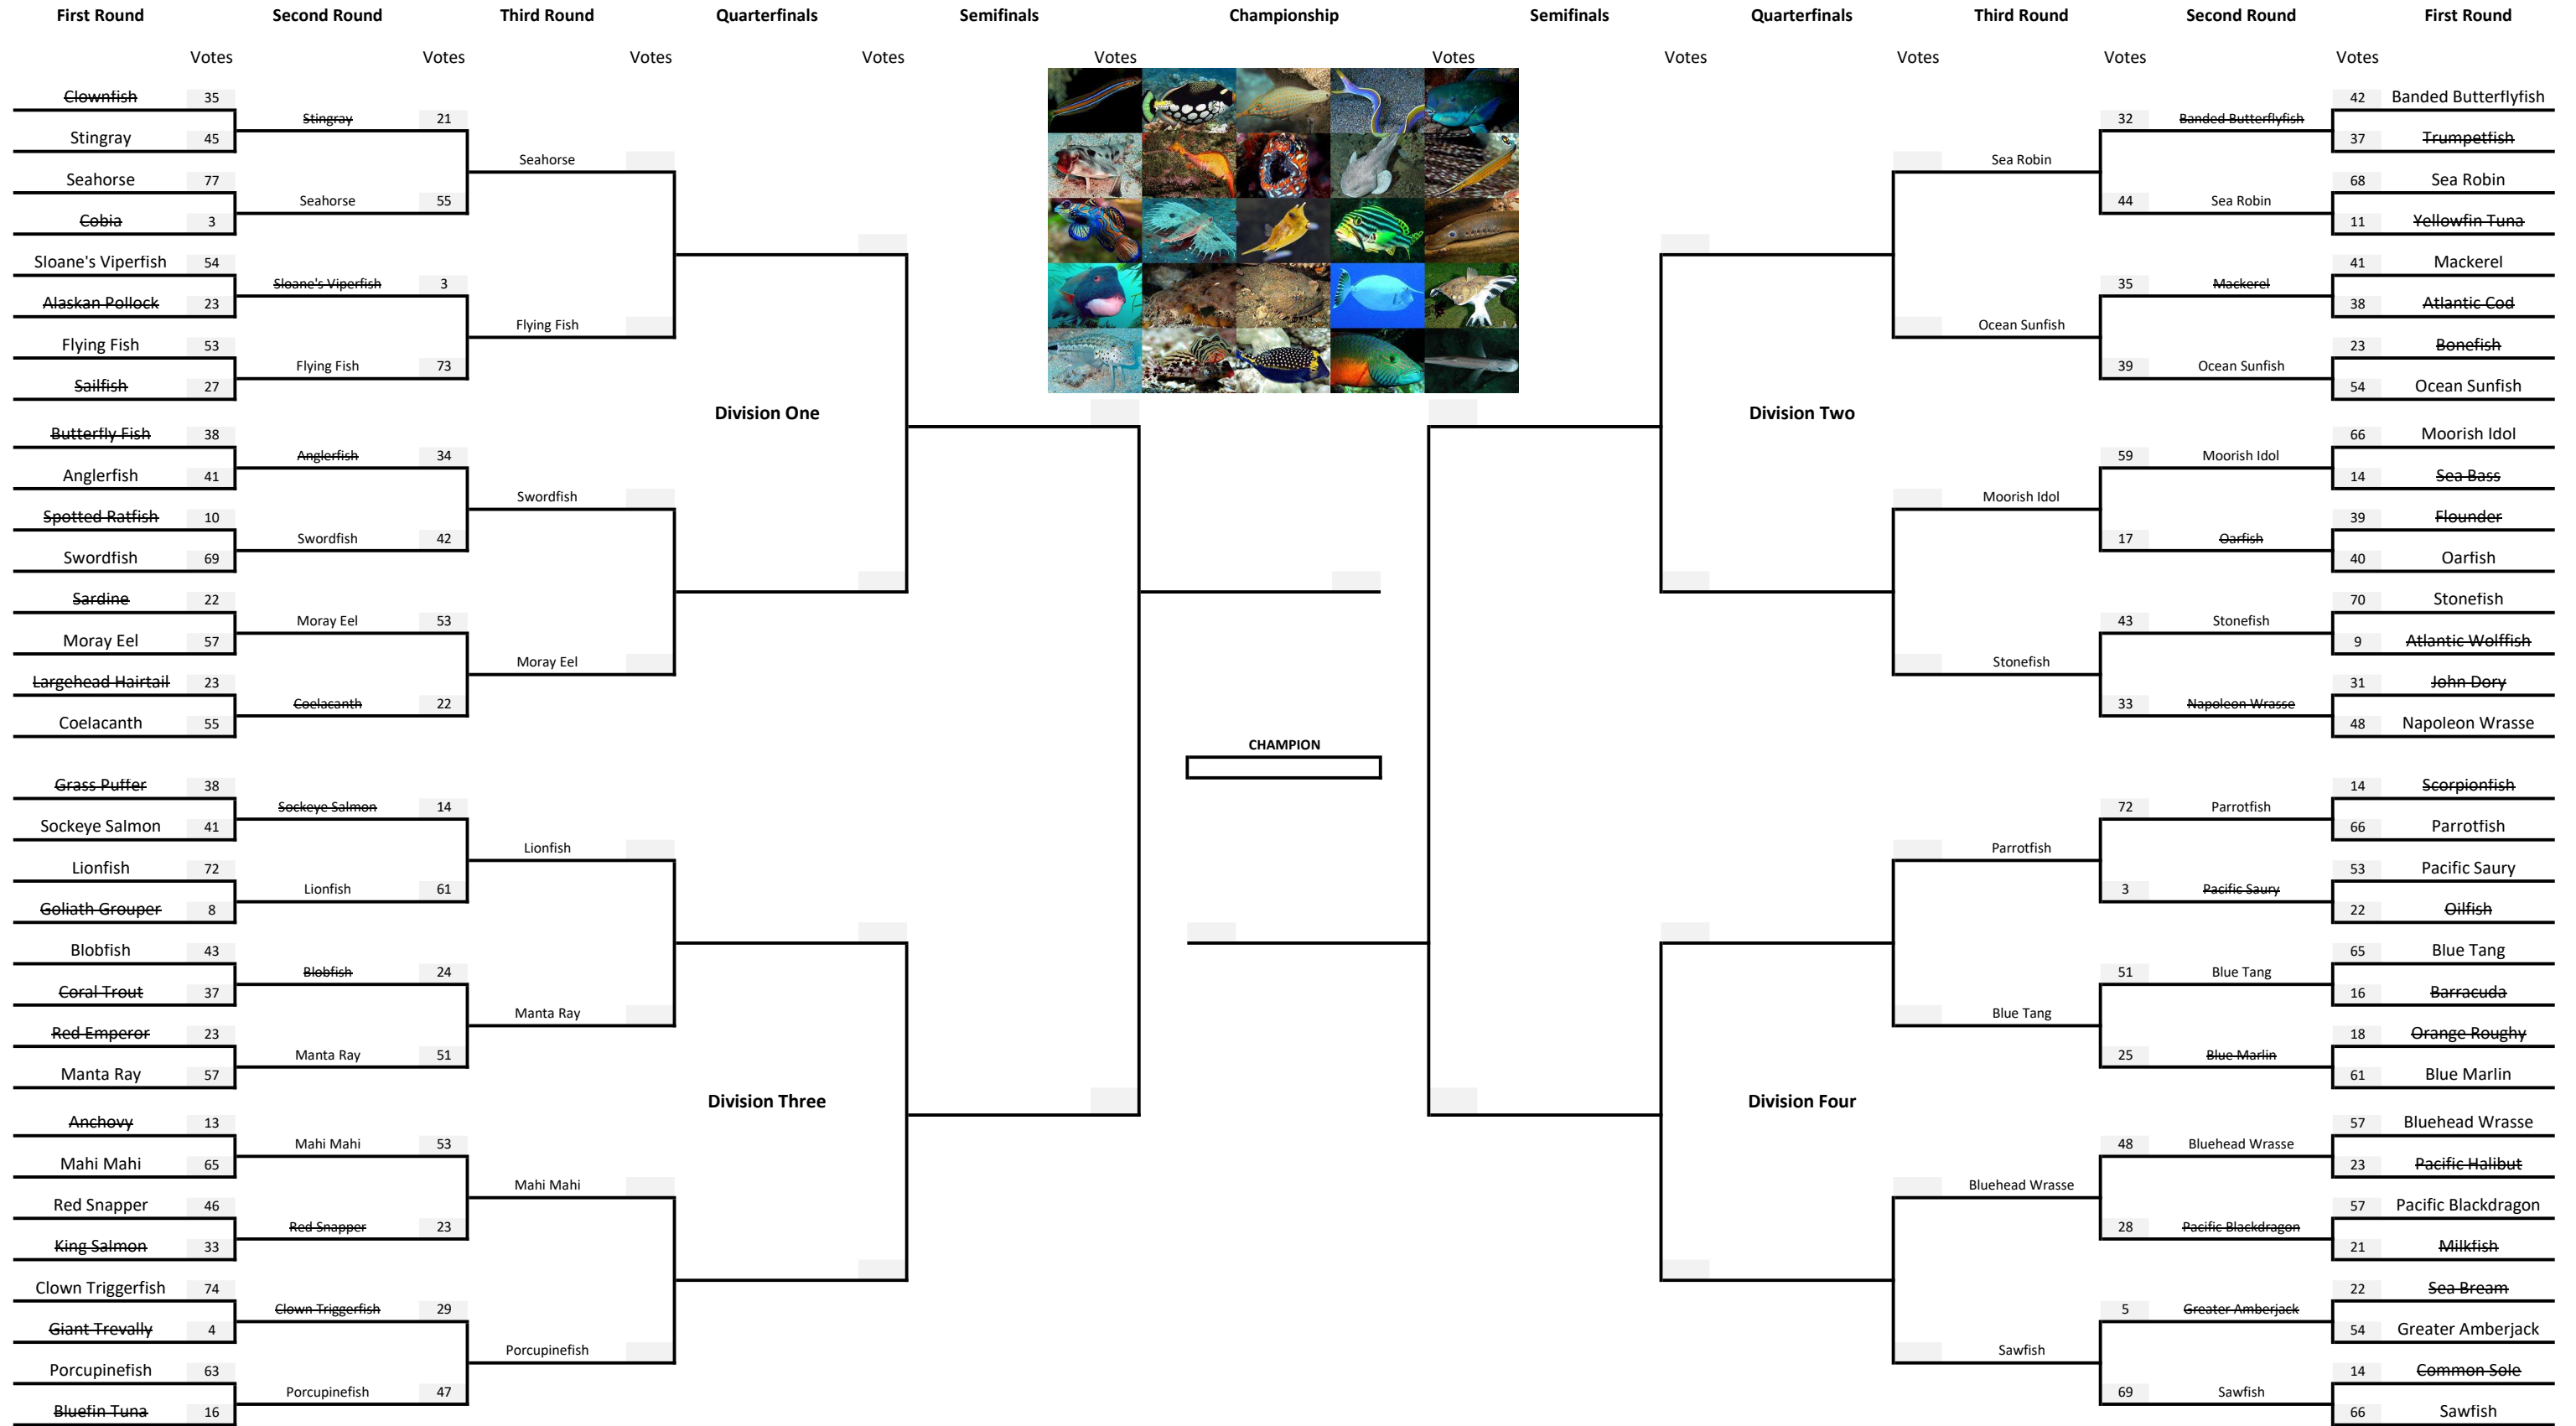 First Round Second Round Third Round Quarterfinals Semifinals Championship Semifinals Quarterfinals Third Round Second Round First Round
Votes Votes Votes Votes Votes Votes Votes Votes Votes Votes
Clownfish 35 42 Banded Butterflyfish
Stingray 21 32 Banded Butterflyfish
Stingray 45 37 Trumpetfish
Seahorse Sea Robin
Seahorse 77 68 Sea Robin
Seahorse 55 44 Sea Robin
Cobia 3 11 Yellowfin Tuna
Sloane's Viperfish 54 41 Mackerel
Sloane's Viperfish 3 35 Mackerel
Alaskan Pollock 23 38 Atlantic Cod
Flying Fish Ocean Sunfish
Flying Fish 53 23 Bonefish
Flying Fish 73 39 Ocean Sunfish
Sailfish 27 54 Ocean Sunfish
Division One Division Two
Butterfly Fish 38 66 Moorish Idol
Anglerfish 34 59 Moorish Idol
Anglerfish 41 14 Sea Bass
Swordfish Moorish Idol
Spotted Ratfish 10 39 Flounder
Swordfish 42 17 Oarfish
Swordfish 69 40 Oarfish
Sardine 22 70 Stonefish
Moray Eel 53 43 Stonefish
Moray Eel 57 9 Atlantic Wolffish
Moray Eel Stonefish
Largehead Hairtail 23 31 John Dory
Coelacanth 22 33 Napoleon Wrasse
Coelacanth 55 48 Napoleon Wrasse
CHAMPION
Grass Puffer 38 14 Scorpionfish
Sockeye Salmon 14 72 Parrotfish
Sockeye Salmon 41 66 Parrotfish
Lionfish Parrotfish
Lionfish 72 53 Pacific Saury
Lionfish 61 3 Pacific Saury
Goliath Grouper 8 22 Oilfish
Blobfish 43 65 Blue Tang
Blobfish 24 51 Blue Tang
Coral Trout 37 16 Barracuda
Manta Ray Blue Tang
Red Emperor 23 18 Orange Roughy
Manta Ray 51 25 Blue Marlin
Manta Ray 57 61 Blue Marlin
Division Three Division Four
Anchovy 13 57 Bluehead Wrasse
Mahi Mahi 53 48 Bluehead Wrasse
Mahi Mahi 65 23 Pacific Halibut
Mahi Mahi Bluehead Wrasse
Red Snapper 46 57 Pacific Blackdragon
Red Snapper 23 28 Pacific Blackdragon
King Salmon 33 21 Milkfish
Clown Triggerfish 74 22 Sea Bream
Clown Triggerfish 29 5 Greater Amberjack
Giant Trevally 4 54 Greater Amberjack
Porcupinefish Sawfish
Porcupinefish 63 14 Common Sole
Porcupinefish 47 69 Sawfish
Bluefin Tuna 16 66 Sawfish